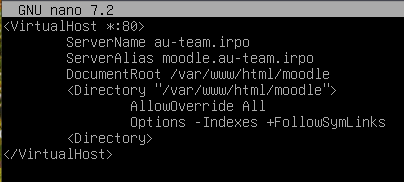 GNU nano 7.2
<VirtualHost *:80>
ServerName au-team.irpo
ServerAlias moodle.au-team.irpo
DocumentRoot /var/www/html/moodle
<Directory "/var/www/html/moodle">
AllowOverride All
Options -Indexes +FollowSymLinks
<Directory>
</VirtualHost>